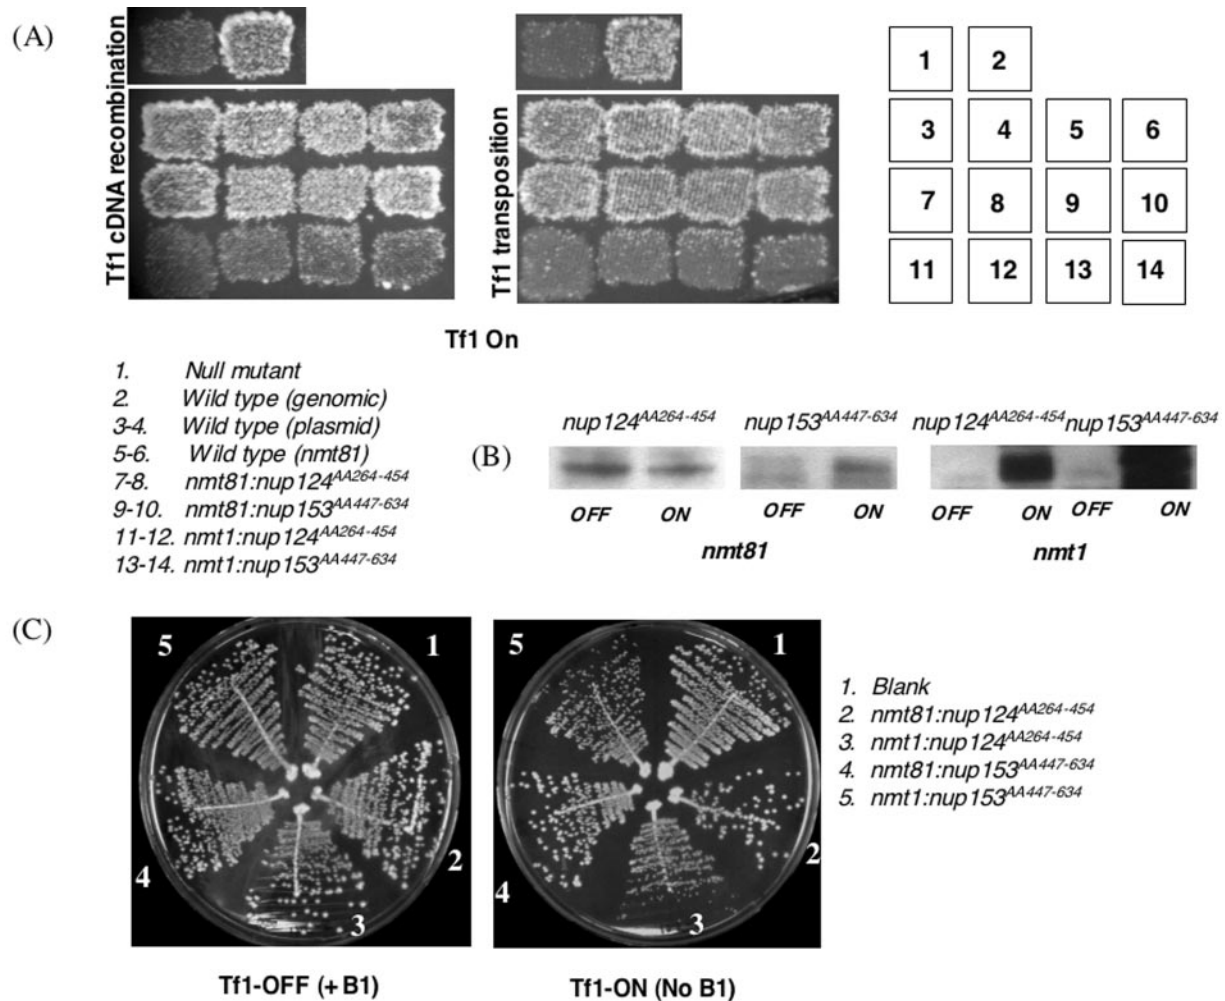 (A)
Tf1 cDNA recombination
Tf1 transposition
1 2
3 4 5 6
7 8 9 10
11 12 13 14
Tf1 On
1. Null mutant
2. Wild type (genomic)
3-4. Wild type (plasmid)
5-6. Wild type (nmt81)
7-8. nmt81:nup124AA264-454
9-10. nmt81:nup153AA447-634
11-12. nmt1:nup124AA264-454
13-14. nmt1:nup153AA447-634
(B)
nup124AA264-454 nup153AA447-634 nup124AA264-454 nup153AA447-634
OFF ON OFF ON OFF ON OFF ON
nmt81 nmt1
(C)
5 1
4 2
3
5 1
4 2
3
1. Blank
2. nmt81:nup124AA264-454
3. nmt1:nup124AA264-454
4. nmt81:nup153AA447-634
5. nmt1:nup153AA447-634
Tf1-OFF (+ B1) Tf1-ON (No B1)